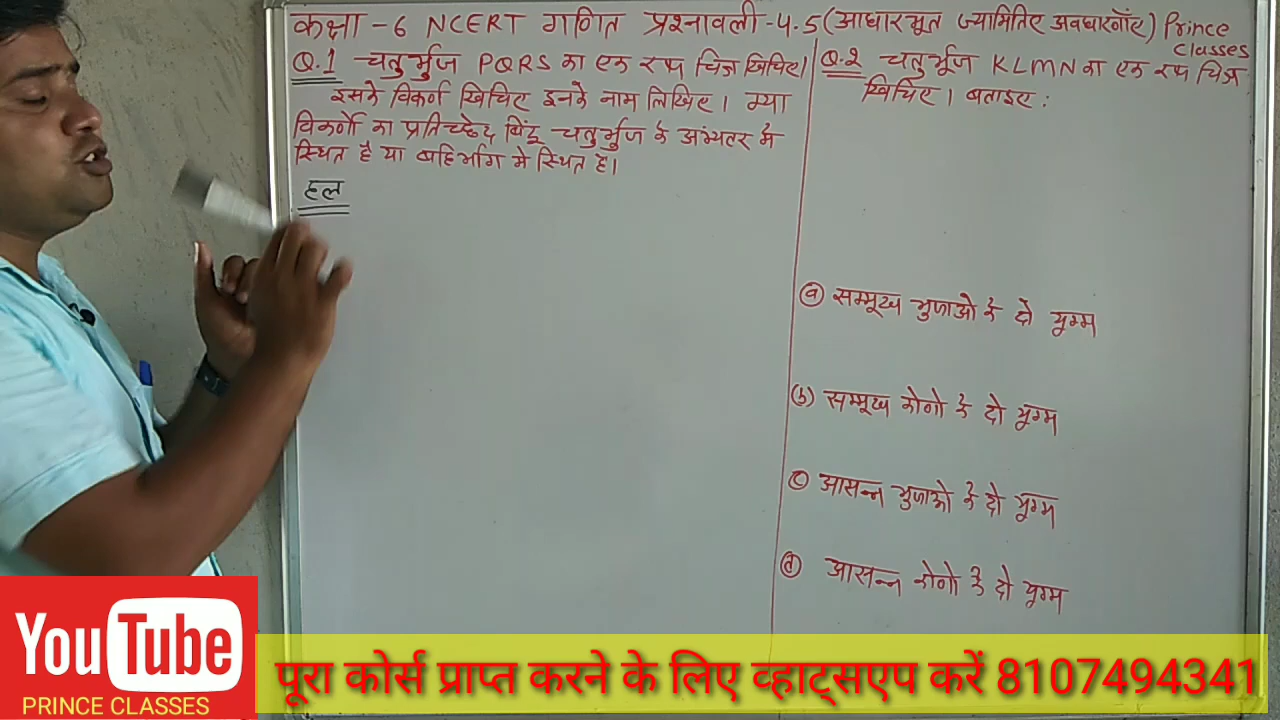 कक्षा -6 NCERT गणित प्रश्नावली-4.5 (आधारभूत ज्यामितिए अवधारनाँए) Prince Classes
Q.1 चतुर्भुज PQRS का एक रफ चित्र खिचिए।
इसके विकर्ण खिचिए इनके नाम लिखिए। क्या
विकर्णो का प्रतिच्छेद बिंदू चतुर्भुज के अभ्यंतर मे
स्थित है या बहिर्भाग मे स्थित है।
हल
Q.2 चतुर्भूज KLMN का एक रफ चित्र
खिचिए। बताइए :
(a) सम्मूख भुजाओ के दो युग्म
(b) सम्मूख कोणो के दो युग्म
(c) आसन्न भुजाओ के दो युग्म
(d) आसन्न कोणो के दो युग्म
YouTube
PRINCE CLASSES
पूरा कोर्स प्राप्त करने के लिए व्हाट्सएप करें 8107494341